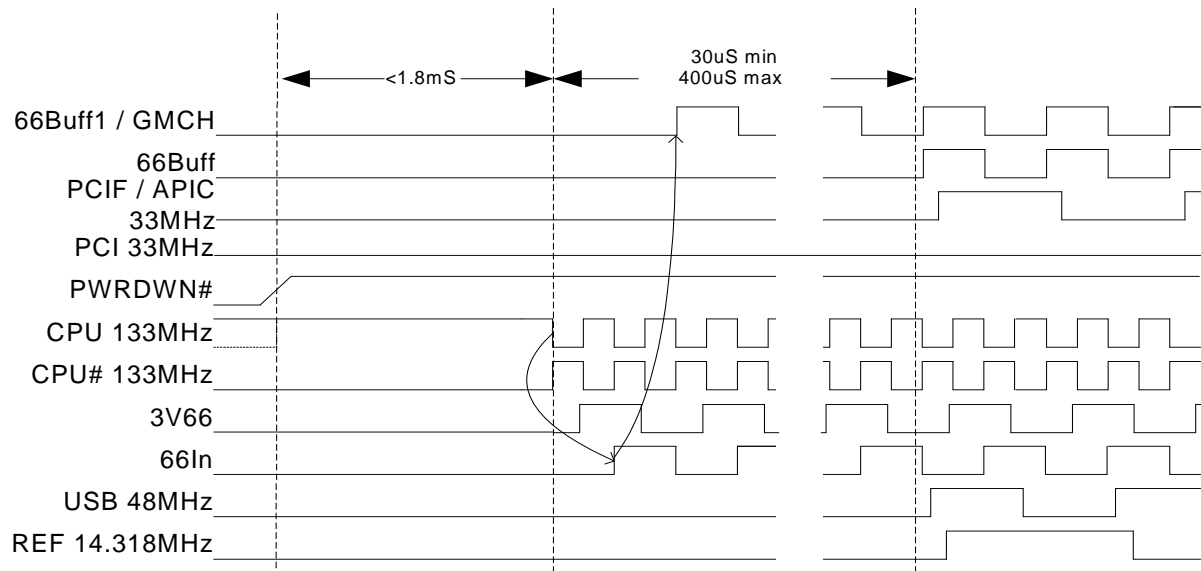 <1.8mS
30uS min
400uS max
66Buff1 / GMCH
66Buff
PCIF / APIC
33MHz
PCI 33MHz
PWRDWN#
CPU 133MHz
CPU# 133MHz
3V66
66In
USB 48MHz
REF 14.318MHz